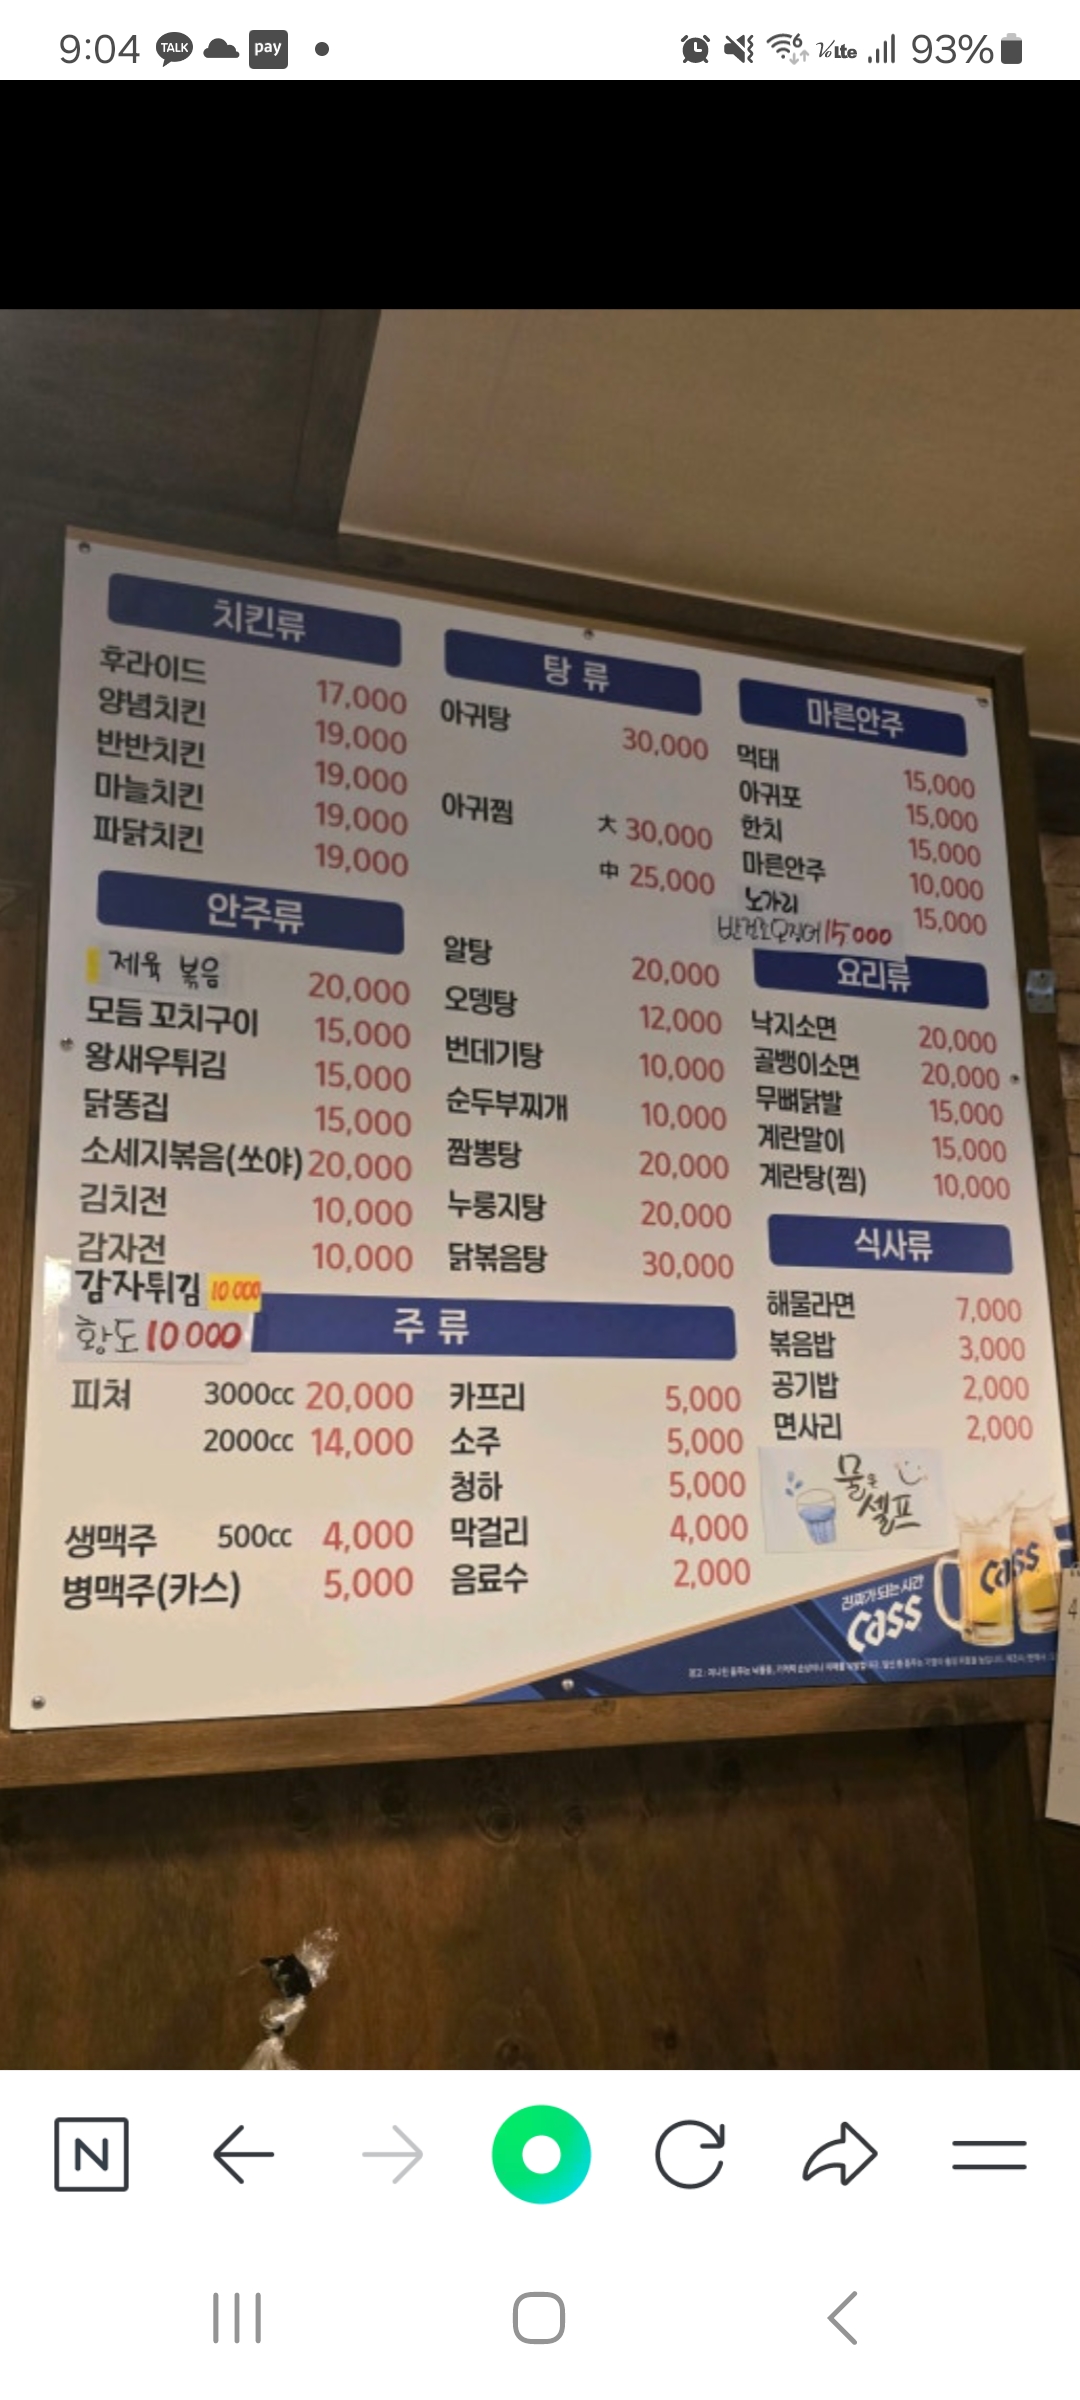 9:04 TALK pay 6 VoLte 93%
치킨류
후라이드 17,000
양념치킨 19,000
반반치킨 19,000
마늘치킨 19,000
파닭치킨 19,000
안주류
제육 볶음 20,000
모듬 꼬치구이 15,000
왕새우튀김 15,000
닭똥집 15,000
소세지볶음(쏘야) 20,000
김치전 10,000
감자전 10,000
감자튀김 10000
황도 10000
탕 류
아귀탕 30,000
아귀찜 大 30,000
中 25,000
알탕 20,000
오뎅탕 12,000
번데기탕 10,000
순두부찌개 10,000
짬뽕탕 20,000
누룽지탕 20,000
닭볶음탕 30,000
마른안주
먹태 15,000
아귀포 15,000
한치 15,000
마른안주 10,000
노가리 15,000
반건조오징어 15000
요리류
낙지소면 20,000
골뱅이소면 20,000
무뼈닭발 15,000
계란말이 15,000
계란탕(찜) 10,000
식사류
해물라면 7,000
볶음밥 3,000
공기밥 2,000
면사리 2,000
물은
셀프
주 류
피쳐 3000cc 20,000
2000cc 14,000
생맥주 500cc 4,000
병맥주(카스) 5,000
카프리 5,000
소주 5,000
청하 5,000
막걸리 4,000
음료수 2,000
진짜가 되는 시간
Cass
Cass
N